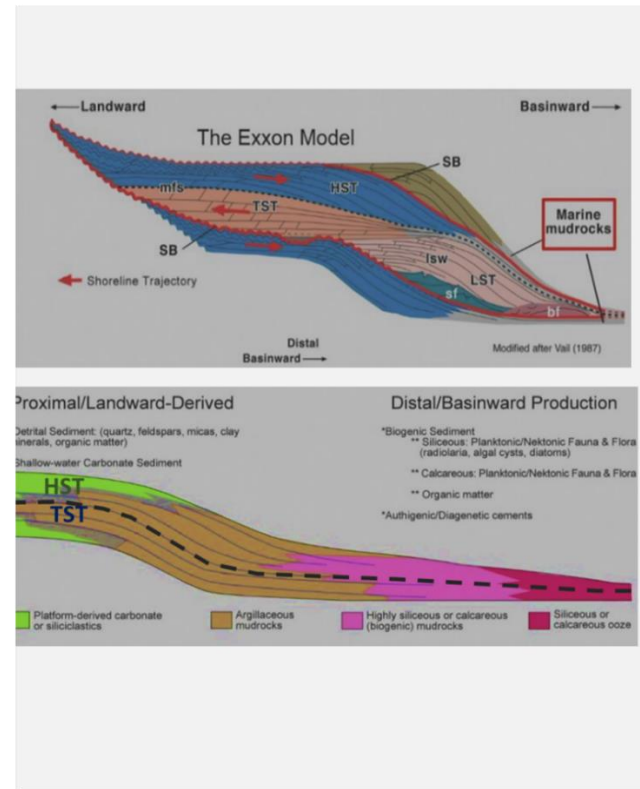 Landward
Basinward
The Exxon Model
SB
mfs
HST
TST
Marine
mudrocks
SB
lsw
LST
Shoreline Trajectory
sf
bf
Distal
Basinward
Modified after Vail (1987)
Proximal/Landward-Derived
Distal/Basinward Production
Detrital Sediment: (quartz, feldspars, micas, clay
minerals, organic matter)
Shallow-water Carbonate Sediment
*Biogenic Sediment
** Siliceous: Planktonic/Nektonic Fauna & Flora
(radiolaria, algal cysts, diatoms)
** Calcareous: Planktonic/Nektonic Fauna & Flora
** Organic matter
*Authigenic/Diagenetic cements
HST
TST
Platform-derived carbonate
or siliciclastics
Argillaceous
mudrocks
Highly siliceous or calcareous
(biogenic) mudrocks
Siliceous or
calcareous ooze